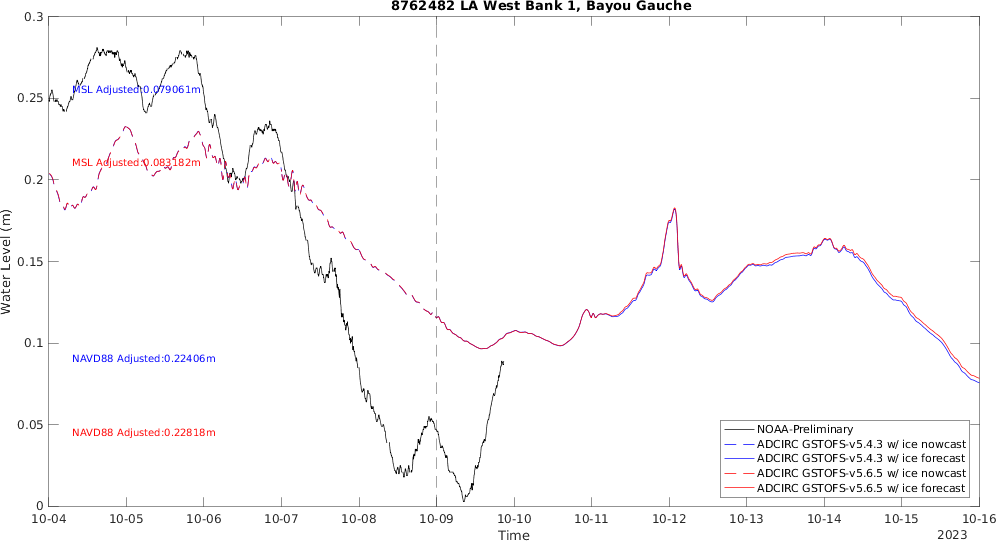 8762482 LA West Bank 1, Bayou Gauche
0.3
0.25
0.2
0.15
0.1
0.05
0
Water Level (m)
MSL Adjusted:0.079061m
MSL Adjusted:0.083182m
NAVD88 Adjusted:0.22406m
NAVD88 Adjusted:0.22818m
NOAA-Preliminary
ADCIRC GSTOFS-v5.4.3 w/ ice nowcast
ADCIRC GSTOFS-v5.4.3 w/ ice forecast
ADCIRC GSTOFS-v5.6.5 w/ ice nowcast
ADCIRC GSTOFS-v5.6.5 w/ ice forecast
10-04 10-05 10-06 10-07 10-08 10-09 10-10 10-11 10-12 10-13 10-14 10-15 10-16
Time
2023